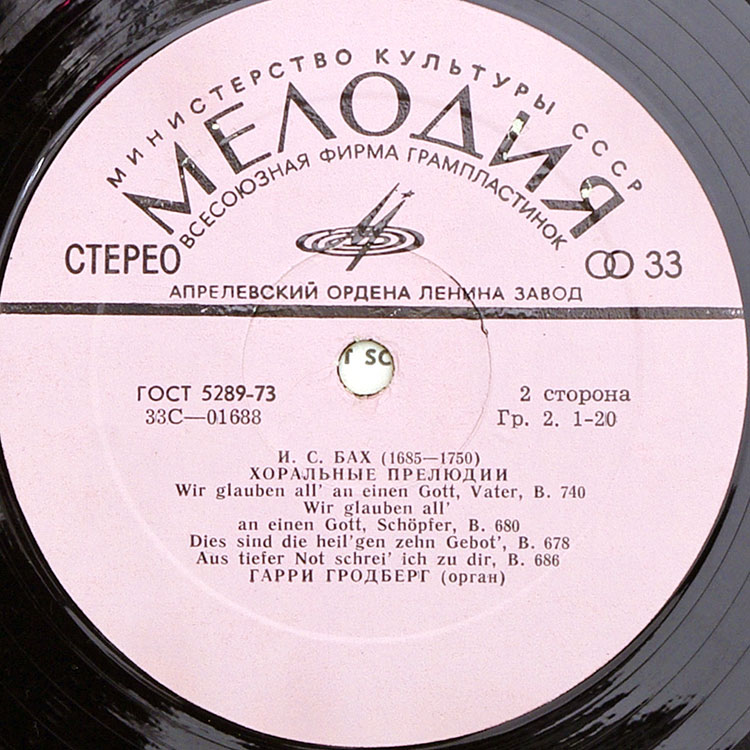 МИНИСТЕРСТВО КУЛЬТУРЫ СССР
МЕЛОДИЯ
ВСЕСОЮЗНАЯ ФИРМА ГРАМПЛАСТИНОК
СТЕРЕО
33
АПРЕЛЕВСКИЙ ОРДЕНА ЛЕНИНА ЗАВОД
ГОСТ 5289-73
2 сторона
33С—01688
Гр. 2. 1-20
И. С. БАХ (1685—1750)
ХОРАЛЬНЫЕ ПРЕЛЮДИИ
Wir glauben all' an einen Gott, Vater, B. 740
Wir glauben all'
an einen Gott, Schöpfer, B. 680
Dies sind die heil'gen zehn Gebot', B. 678
Aus tiefer Not schrei' ich zu dir, B. 686
ГАРРИ ГРОДБЕРГ (орган)